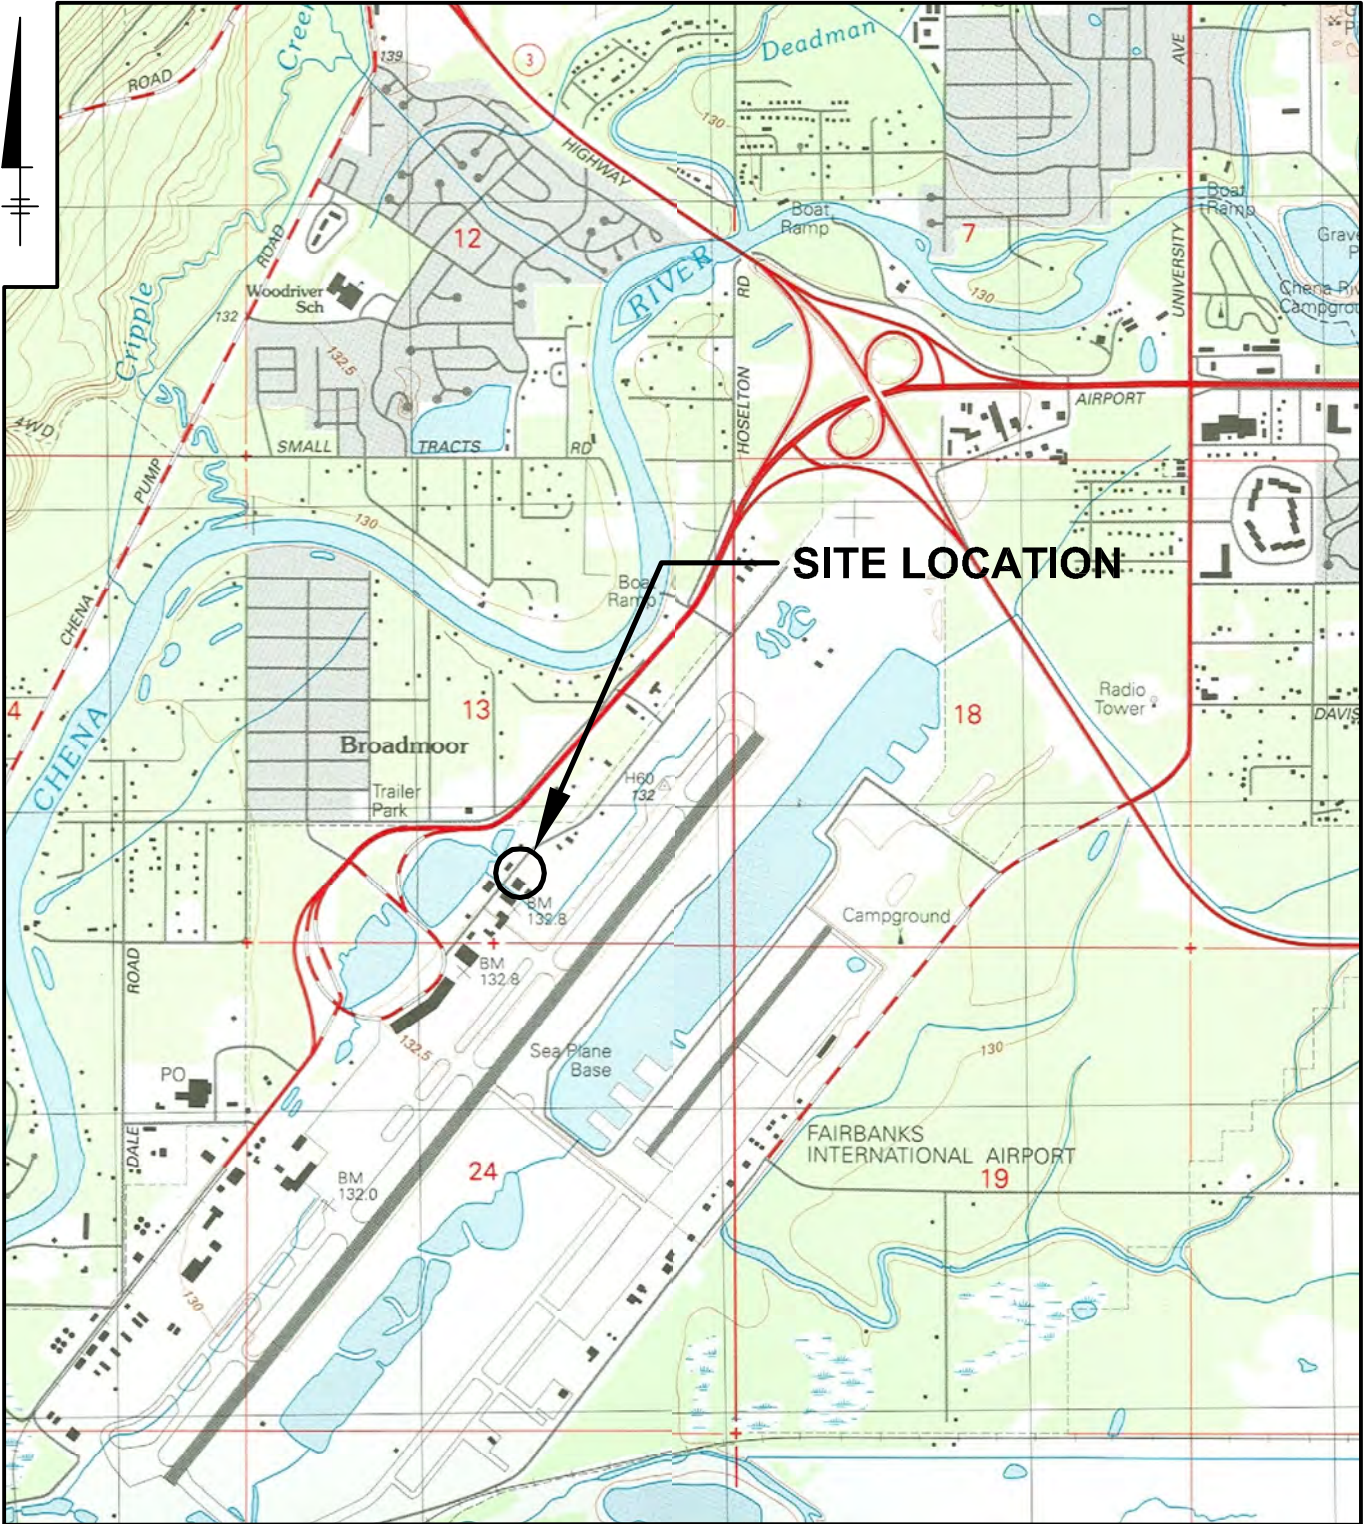 Creek
Deadman
139
ROAD
3
AVE
130
HIGHWAY
Boat
Ramp
Boat
Ramp
12
7
ROAD
RIVER
UNIVERSITY
Woodriver
Sch
RD
130
Chena Riv
Campgrou
Cripple
132
132.5
AIRPORT
HOSELTON
4WD
SMALL
TRACTS
RD
PUMP
130
SITE LOCATION
Boat
Ramp
CHENA
Radio
Tower
4
13
18
DAVIS
CHENA
Broadmoor
H60
132
Trailer
Park
BM
132.8
Campground
BM
132.8
ROAD
132.5
Sea Plane
Base
130
PO
FAIRBANKS
INTERNATIONAL AIRPORT
DALE
24
19
BM
132.0
130